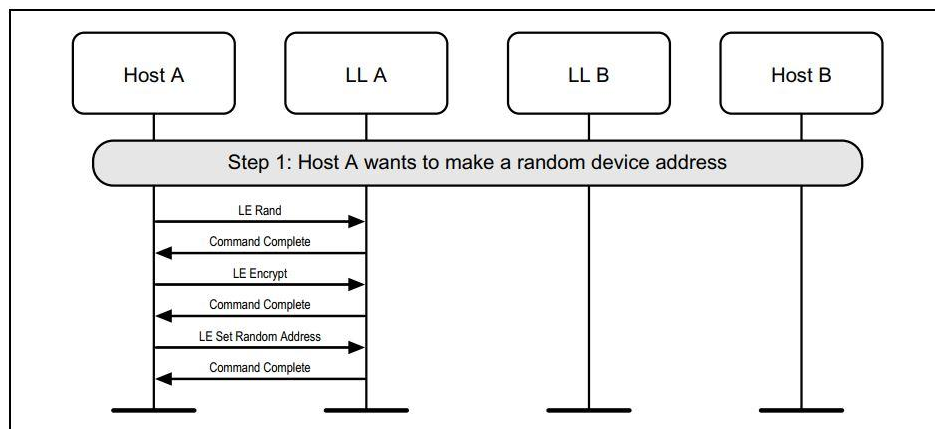 Host A
LL A
LL B
Host B
Step 1: Host A wants to make a random device address
LE Rand
Command Complete
LE Encrypt
Command Complete
LE Set Random Address
Command Complete